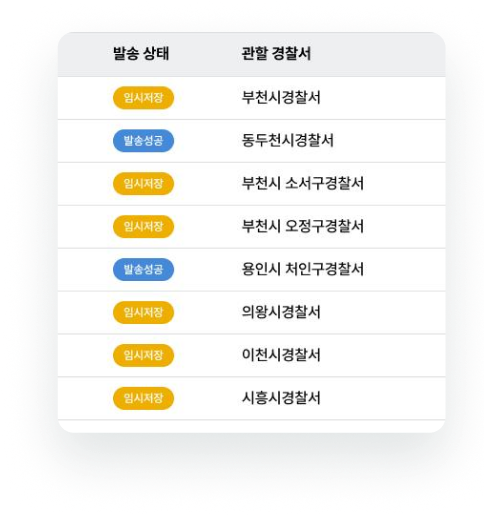 발송 상태 관할 경찰서
임시저장 부천시경찰서
발송성공 동두천시경찰서
임시저장 부천시 소서구경찰서
임시저장 부천시 오정구경찰서
발송성공 용인시 처인구경찰서
임시저장 의왕시경찰서
임시저장 이천시경찰서
임시저장 시흥시경찰서